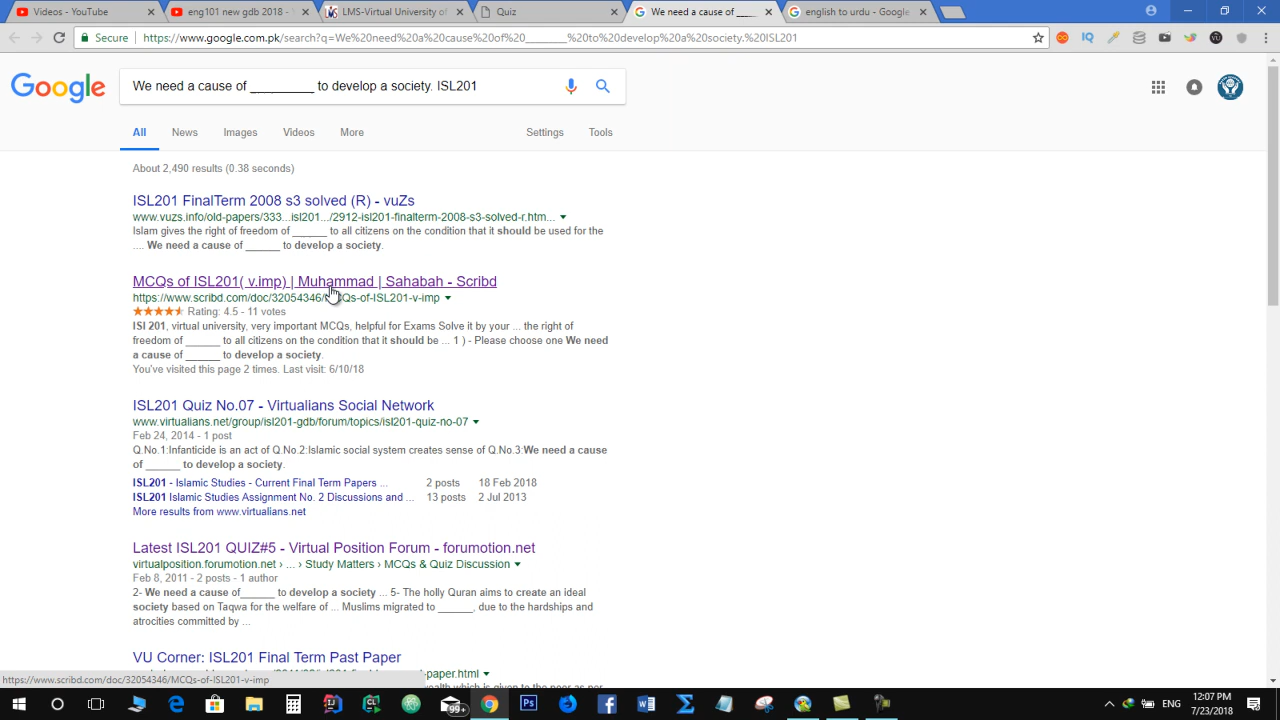 Videos - YouTube
eng101 new gdb 2018 -
LMS-Virtual University of
Quiz
We need a cause of ____
english to urdu - Google
Secure
https://www.google.com.pk/search?q=We%20need%20a%20cause%20of%20_______%20to%20develop%20a%20society.%20ISL201
Google
We need a cause of __________ to develop a society. ISL201
All News Images Videos More Settings Tools
About 2,490 results (0.38 seconds)
ISL201 FinalTerm 2008 s3 solved (R) - vuZs
www.vuzs.info/old-papers/333...isl201.../2912-isl201-finalterm-2008-s3-solved-r.htm...
Islam gives the right of freedom of ______ to all citizens on the condition that it should be used for the
.... We need a cause of ______ to develop a society.
MCQs of ISL201( v.imp) | Muhammad | Sahabah - Scribd
https://www.scribd.com/doc/32054346/MCQs-of-ISL201-v-imp
Rating: 4.5 - 11 votes
ISl 201, virtual university, very important MCQs, helpful for Exams Solve it by your ... the right of
freedom of ______ to all citizens on the condition that it should be ... 1 ) - Please choose one We need
a cause of ______ to develop a society.
You've visited this page 2 times. Last visit: 6/10/18
ISL201 Quiz No.07 - Virtualians Social Network
www.virtualians.net/group/isl201-gdb/forum/topics/isl201-quiz-no-07
Feb 24, 2014 - 1 post
Q.No.1:Infanticide is an act of Q.No.2:Islamic social system creates sense of Q.No.3:We need a cause
of ______ to develop a society.
ISL201 - Islamic Studies - Current Final Term Papers ... 2 posts 18 Feb 2018
ISL201 Islamic Studies Assignment No. 2 Discussions and ... 13 posts 2 Jul 2013
More results from www.virtualians.net
Latest ISL201 QUIZ#5 - Virtual Position Forum - forumotion.net
virtualposition.forumotion.net › ... › Study Matters › MCQs & Quiz Discussion
Feb 8, 2011 - 2 posts - 1 author
2- We need a cause of______ to develop a society ... 5- The holly Quran aims to create an ideal
society based on Taqwa for the welfare of ... Muslims migrated to ______, due to the hardships and
atrocities committed by ...
VU Corner: ISL201 Final Term Past Paper
-paper.html
https://www.scribd.com/doc/32054346/MCQs-of-ISL201-v-imp
99+
Ps
ENG
12:07 PM
7/23/2018